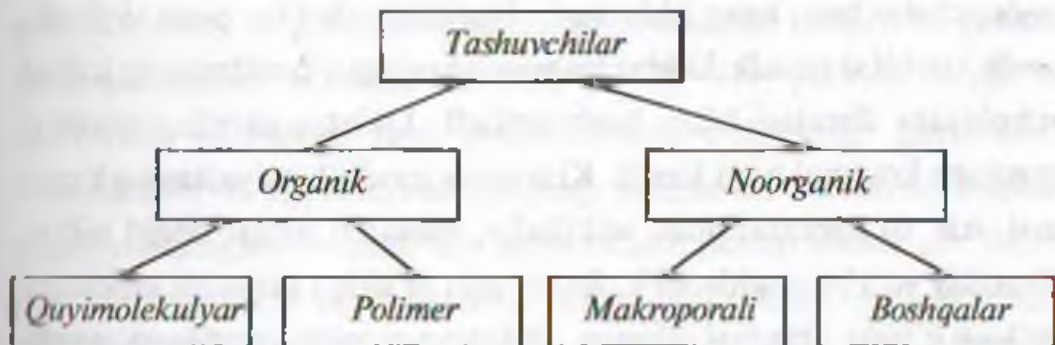 Tashuvchilar
Organik
Noorganik
Quyimolekulyar
Polimer
Makroporali
Boshqalar